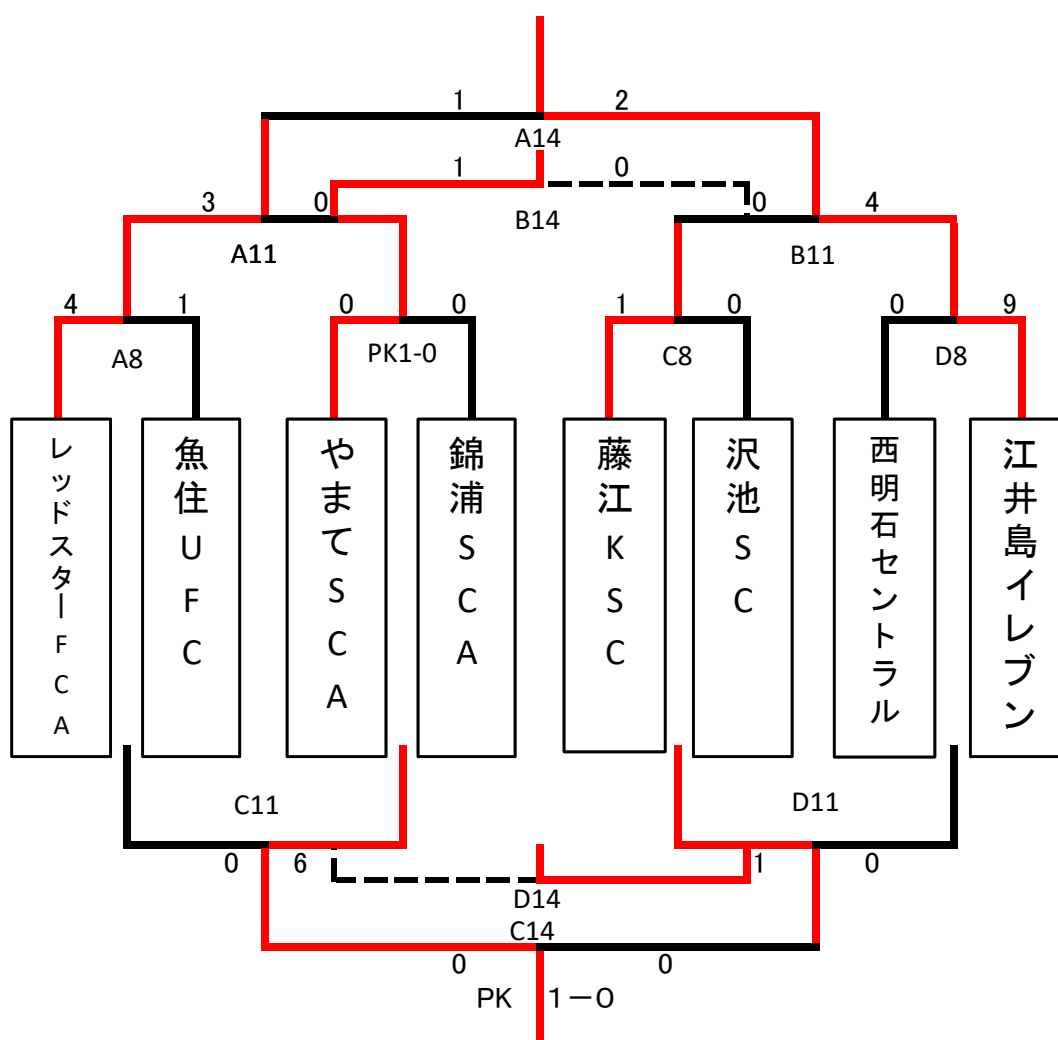 1 2
A14
1 0
B14
3 0 0 4
A11 B11
4 1 0 0 1 0 0 9
A8 PK1-0 C8 D8
レッドスターFCA
魚住UFC
やまてSCA
錦浦SCA
藤江KSC
沢池SC
西明石セントラル
江井島イレブン
C11 D11
0 6 1 0
D14
C14
0 0
PK 1-0